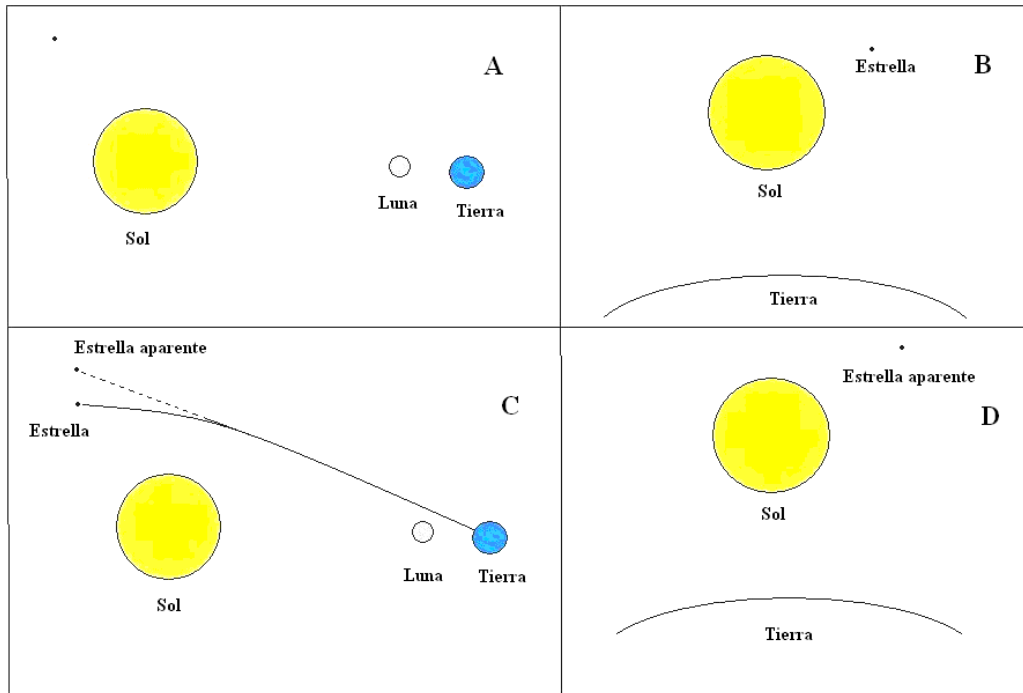 A
Luna
Tierra
Sol
Estrella
B
Sol
Tierra
Estrella aparente
C
Estrella
Luna
Tierra
Sol
Estrella aparente
D
Sol
Tierra